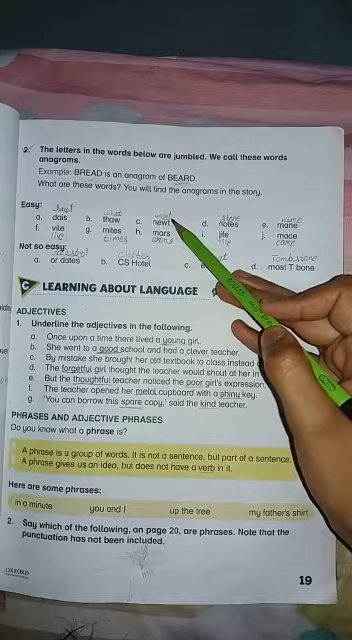 2. The letters in the words below are jumbled. We call these words
anagrams.
Example: BREAD is an anagram of BEARD.
What are these words? You will find the anagrams in the story.
Easy: what want stone name
a. dais b. thaw c. newt d. notes e. mane
f. vile g. mites h. mars i. life j. mace
times arms came
Not so easy: Tombstone
a. or dates b. CS Hotel c. d. most T bone
C LEARNING ABOUT LANGUAGE
ADJECTIVES
1. Underline the adjectives in the following.
a. Once upon a time there lived a young girl.
b. She went to a good school and had a clever teacher.
c. By mistake she brought her old textbook to class instead
d. The forgetful girl thought the teacher would shout at her in
e. But the thoughtful teacher noticed the poor girl's expression
f. The teacher opened her metal cupboard with a shiny key.
g. 'You can borrow this spare copy,' said the kind teacher.
PHRASES AND ADJECTIVE PHRASES
Do you know what a phrase is?
A phrase is a group of words. It is not a sentence, but part of a sentence.
A phrase gives us an idea, but does not have a verb in it.
Here are some phrases:
in a minute you and I up the tree my father's shirt
2. Say which of the following, on page 20, are phrases. Note that the
punctuation has not been included.
OXFORD
19